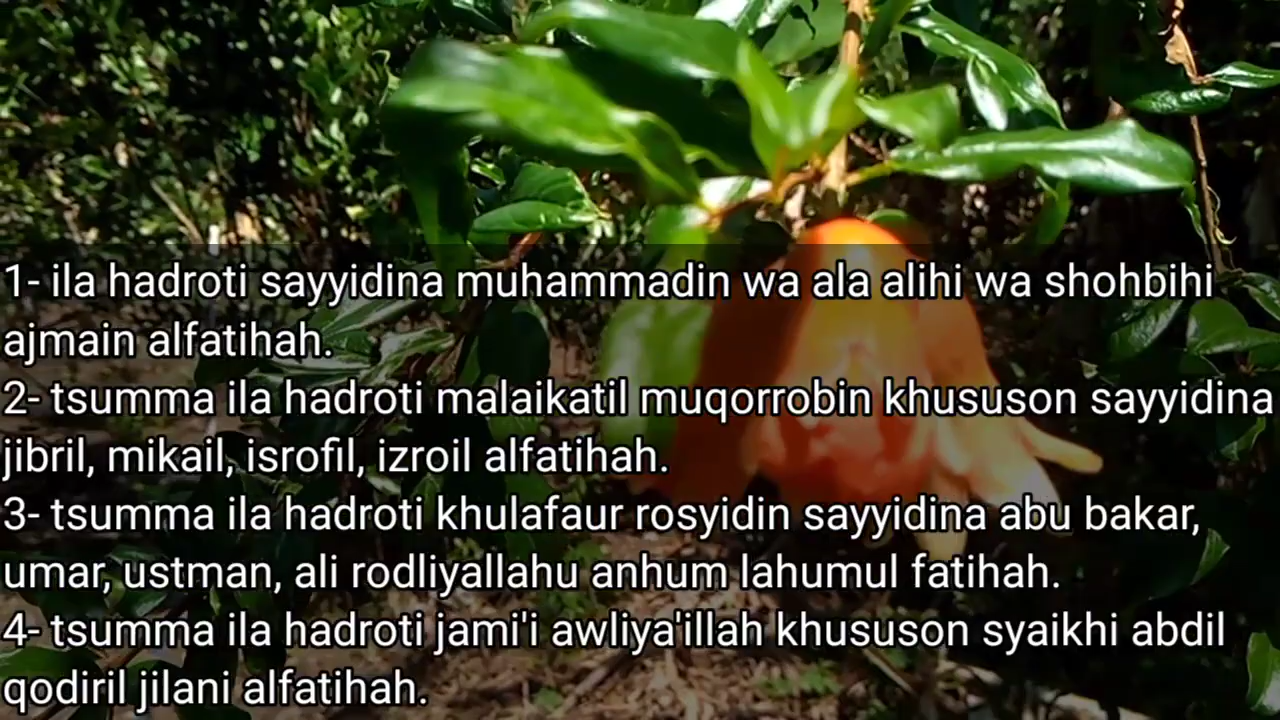 1- ila hadroti sayyidina muhammadin wa ala alihi wa shohbihi
ajmain alfatihah.
2- tsumma ila hadroti malaikatil muqorrobin khususon sayyidina
jibril, mikail, isrofil, izroil alfatihah.
3- tsumma ila hadroti khulafaur rosyidin sayyidina abu bakar,
umar, ustman, ali rodliyallahu anhum lahumul fatihah.
4- tsumma ila hadroti jami'i awliya'illah khususon syaikhi abdil
qodiril jilani alfatihah.